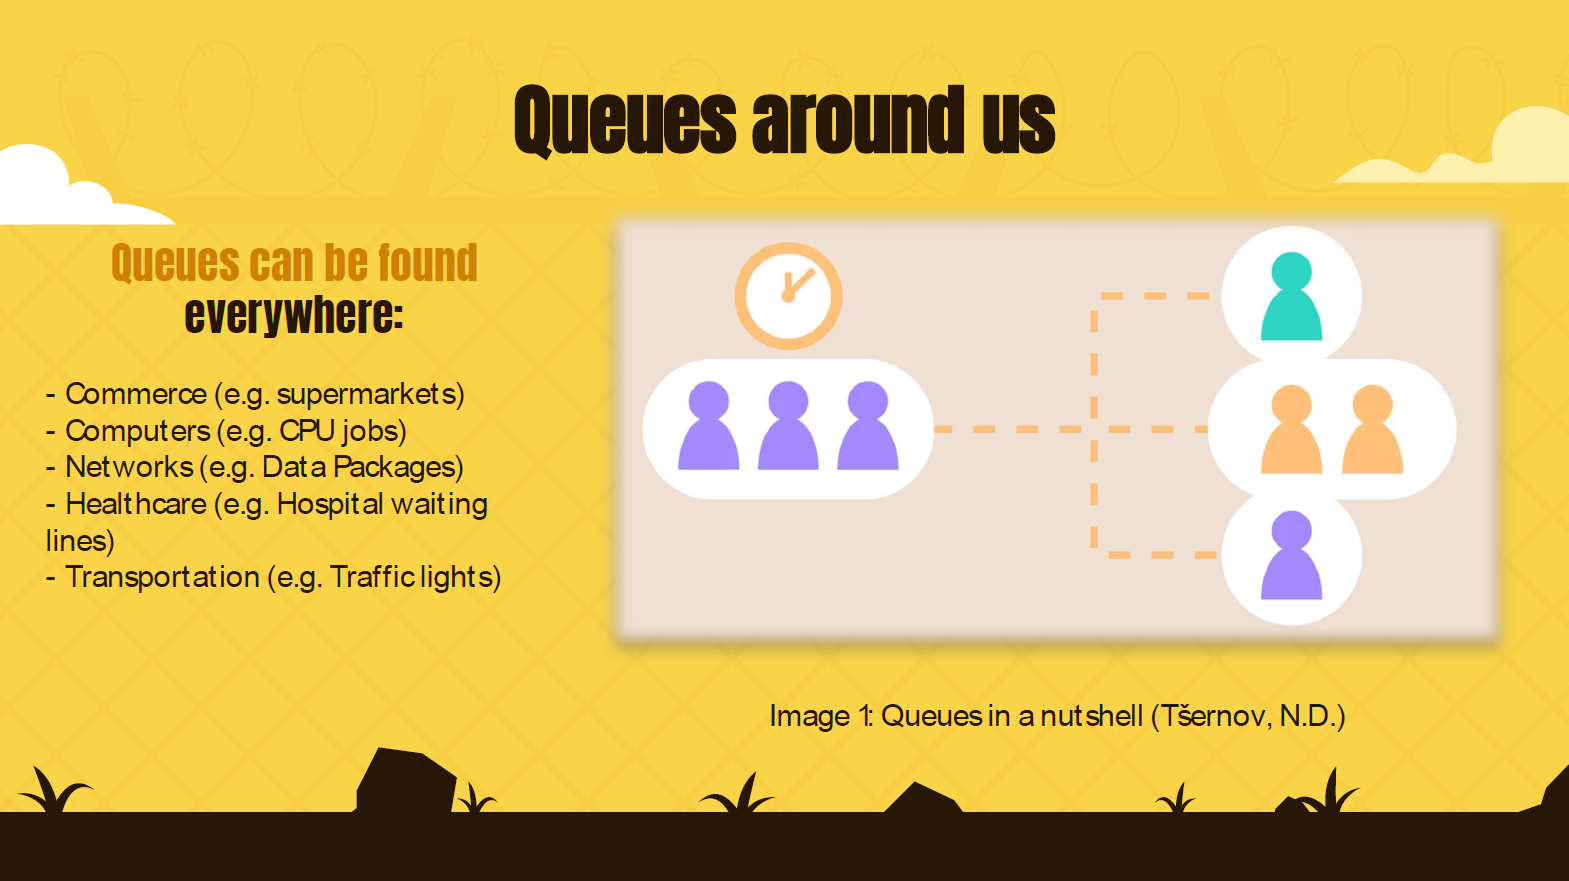 Queues around us
Queues can be found
everywhere:
- Commerce (e.g. supermarkets)
- Computers (e.g. CPU jobs)
- Networks (e.g. Data Packages)
- Healthcare (e.g. Hospital waiting
lines)
- Transportation (e.g. Traffic lights)
Image 1: Queues in a nutshell (Tšernov, N.D.)